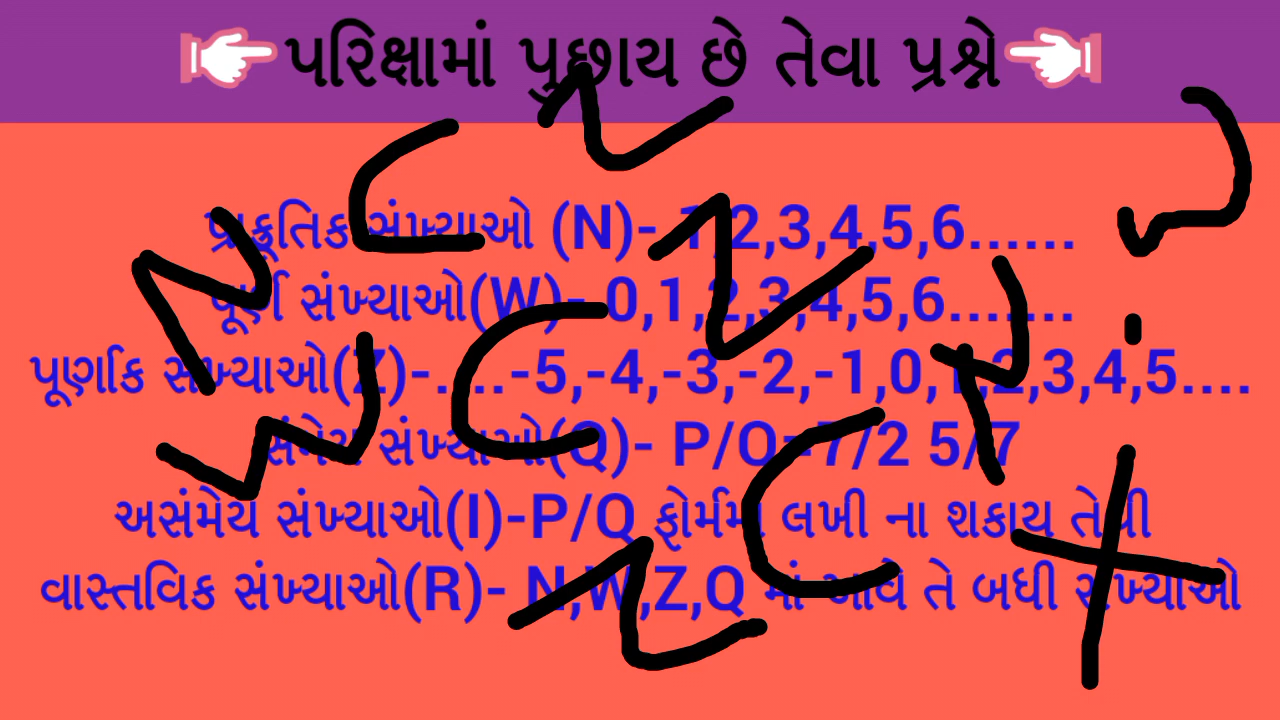 પરિક્ષામાં પુછાય છે તેવા પ્રશ્ને
પ્રાકૃતિક સંખ્યાઓ (N)- 1,2,3,4,5,6......
પૂર્ણ સંખ્યાઓ(W)- 0,1,2,3,4,5,6.......
પૂર્ણાક સંખ્યાઓ(Z)-....-5,-4,-3,-2,-1,0,1,2,3,4,5....
સંમેય સંખ્યાઓ(Q)- P/Q=7/2 5/7
અસંમેય સંખ્યાઓ(I)-P/Q ફોર્મમાં લખી ના શકાય તેવી
વાસ્તવિક સંખ્યાઓ(R)- N,W,Z,Q માં આવે તે બધી સંખ્યાઓ